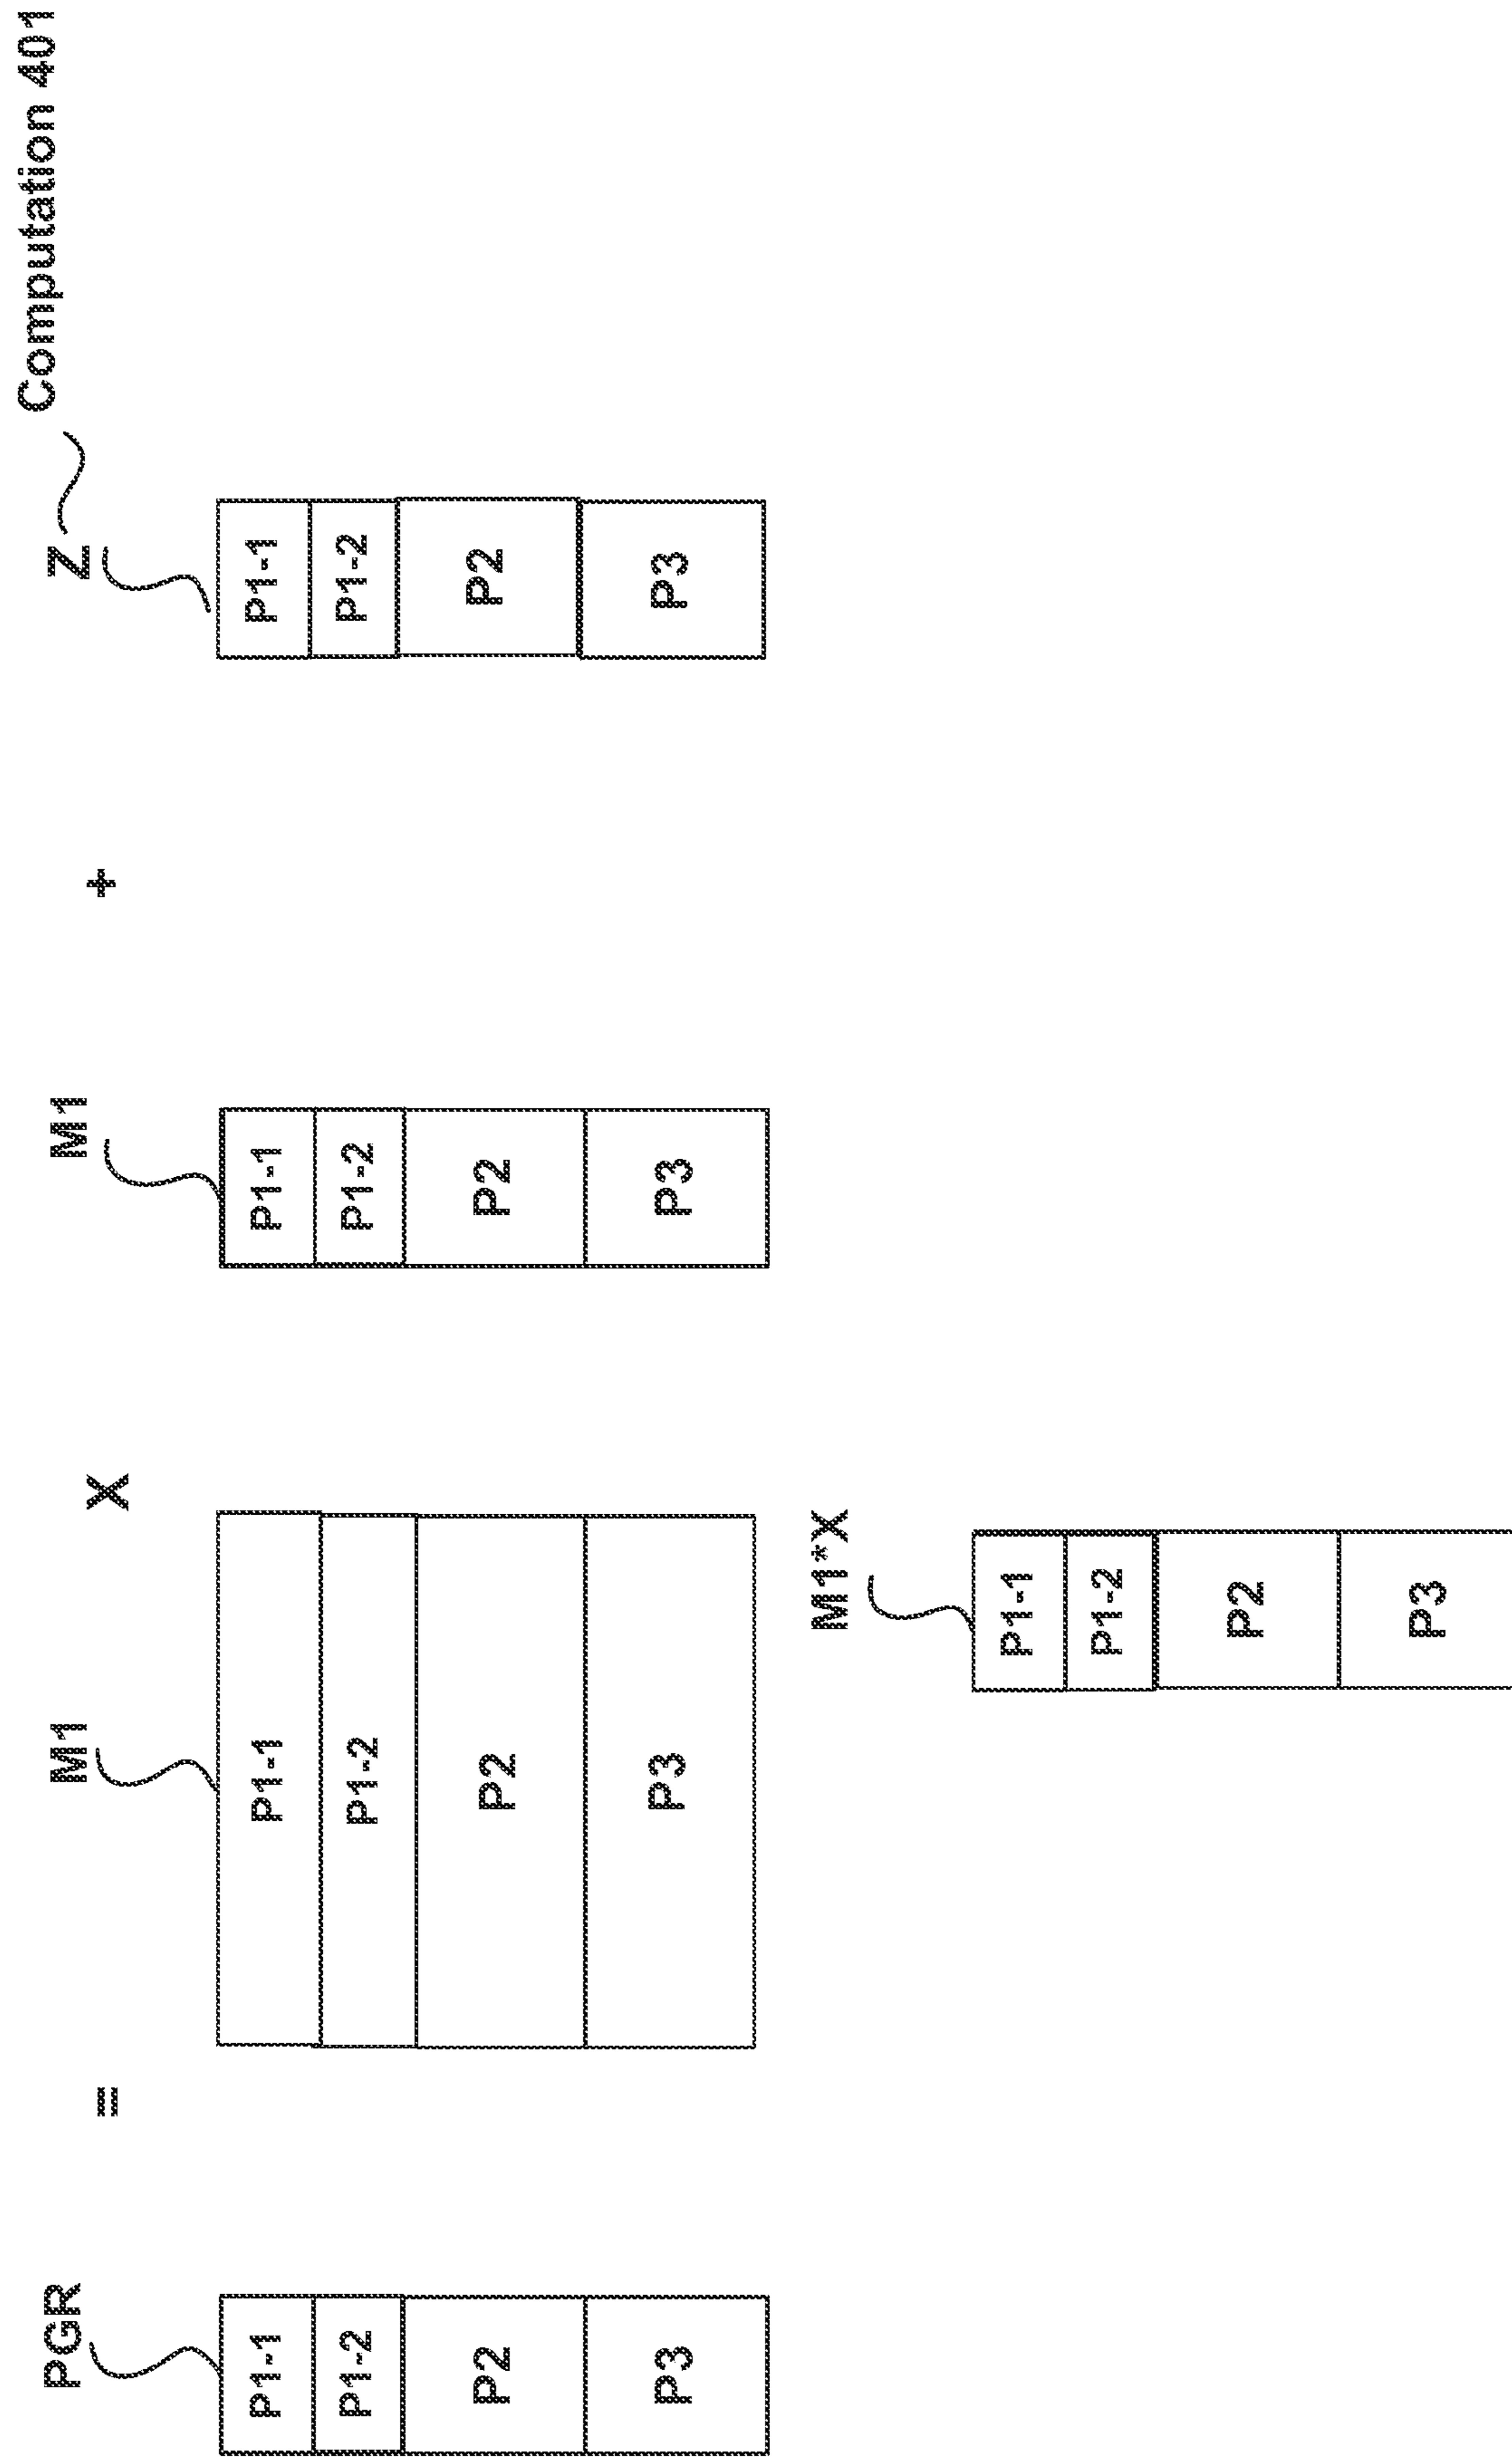 Computation 401
PGR
=
M1
X
M1
+
Z
P1-1
P1-1
P1-1
P1-1
P1-2
P1-2
P1-2
P1-2
P2
P2
P2
P2
P3
P3
P3
P3
M1*X
P1-1
P1-2
P2
P3